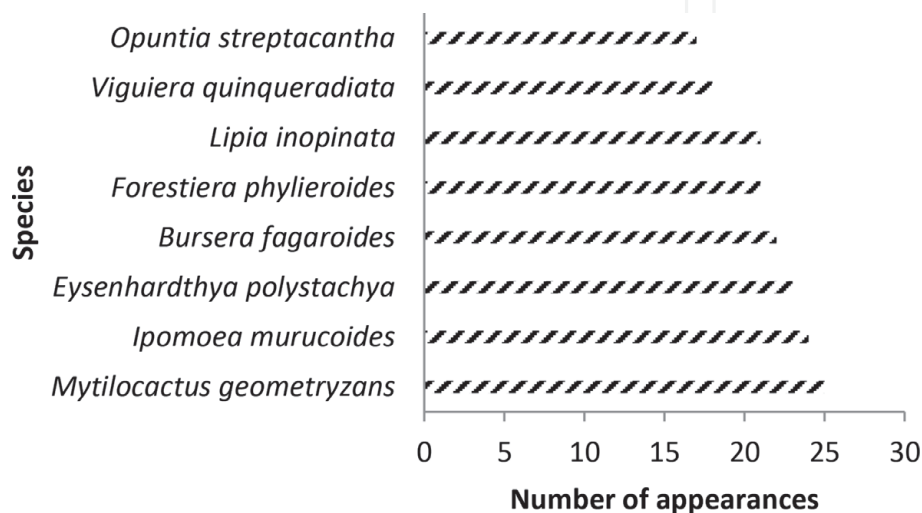 Opuntia streptacantha
Viguiera quinqueradiata
Lipia inopinata
Forestiera phylieroides
Bursera fagaroides
Eysenhardthya polystachya
Ipomoea murucoides
Mytilocactus geometryzans
Species
0 5 10 15 20 25 30
Number of appearances